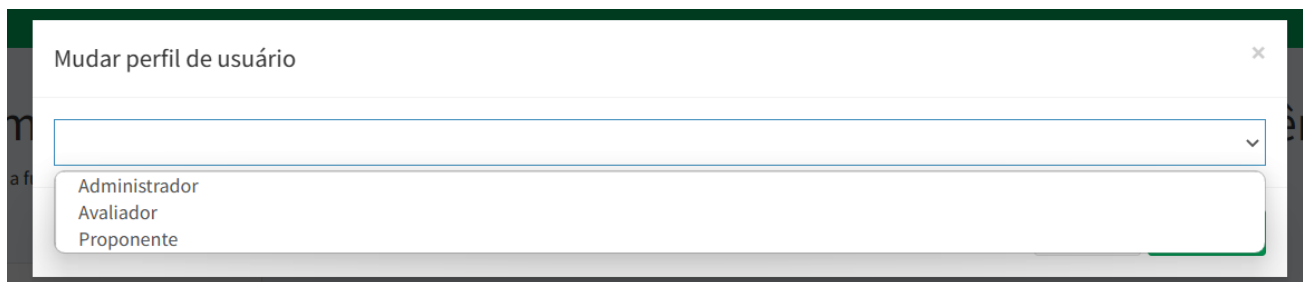 Mudar perfil de usuário
×
Administrador
Avaliador
Proponente